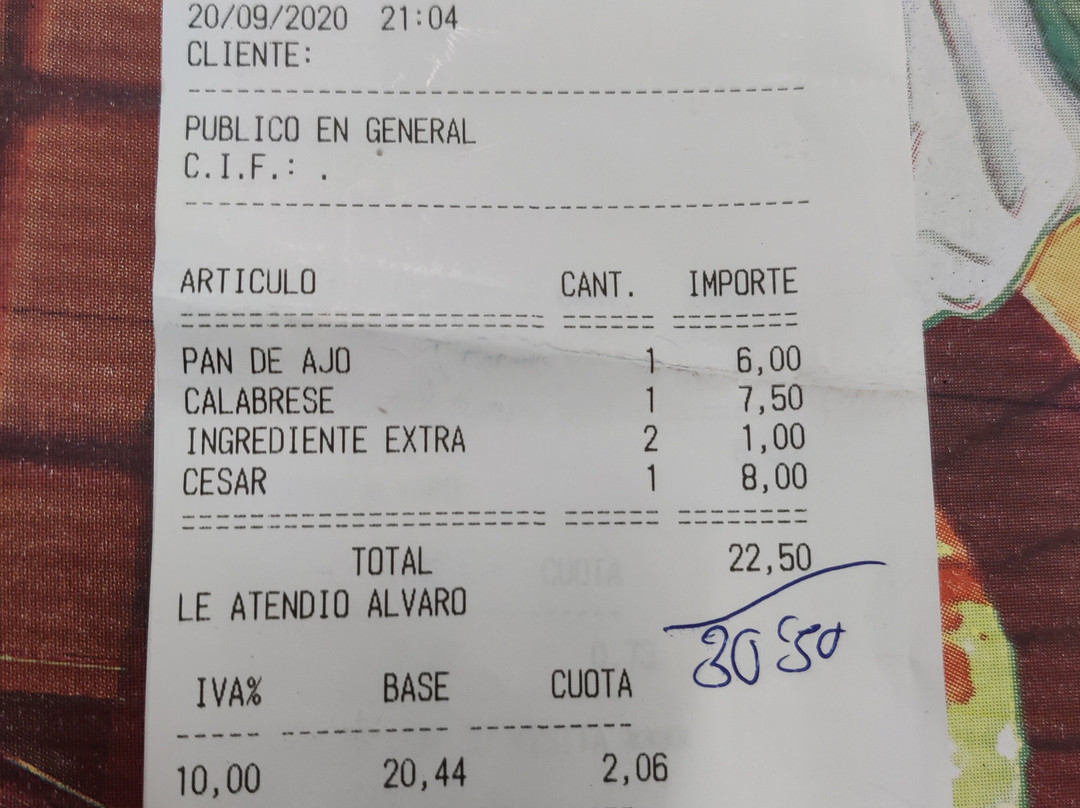 20/09/2020 21:04
CLIENTE:
--------------------------------------------------
PUBLICO EN GENERAL
C.I.F.: .
--------------------------------------------------
ARTICULO CANT. IMPORTE
============================ ======= ========
PAN DE AJO 1 6,00
CALABRESE 1 7,50
INGREDIENTE EXTRA 2 1,00
CESAR 1 8,00
============================ ======= ========
TOTAL 22,50
LE ATENDIO ALVARO
30'50
IVA% BASE CUOTA
------ ---------- ------------
10,00 20,44 2,06